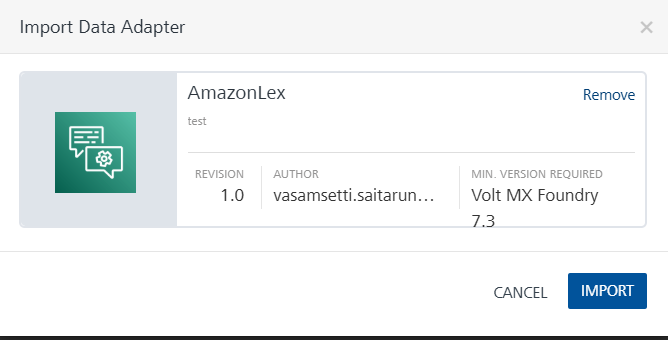 Import Data Adapter
×
AmazonLex
Remove
test
REVISION
1.0
AUTHOR
vasamsetti.saitarun...
MIN. VERSION REQUIRED
Volt MX Foundry
7.3
CANCEL
IMPORT